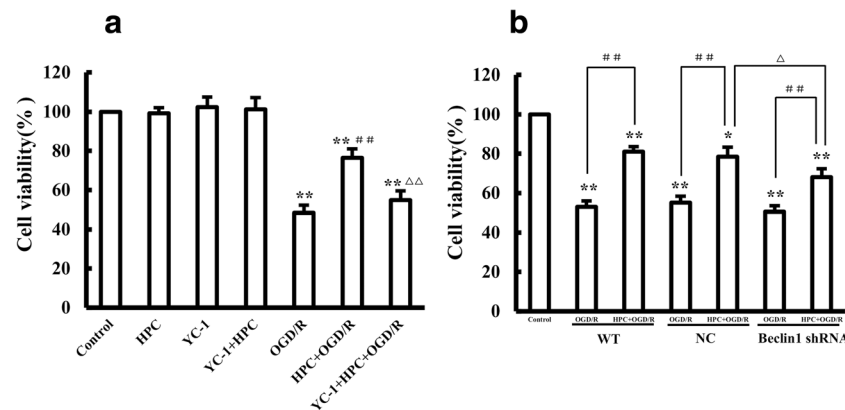 a
Cell viability(%)
120
100
80
60
40
20
0
** ** ## ** △△
Control HPC YC-1 YC-1+HPC OGD/R HPC+OGD/R YC-1+HPC+OGD/R
b
Cell viability(%)
120
100
80
60
40
20
0
## ## △
##
** ** ** * ** **
Control OGD/R HPC+OGD/R OGD/R HPC+OGD/R OGD/R HPC+OGD/R
WT NC Beclin1 shRNA